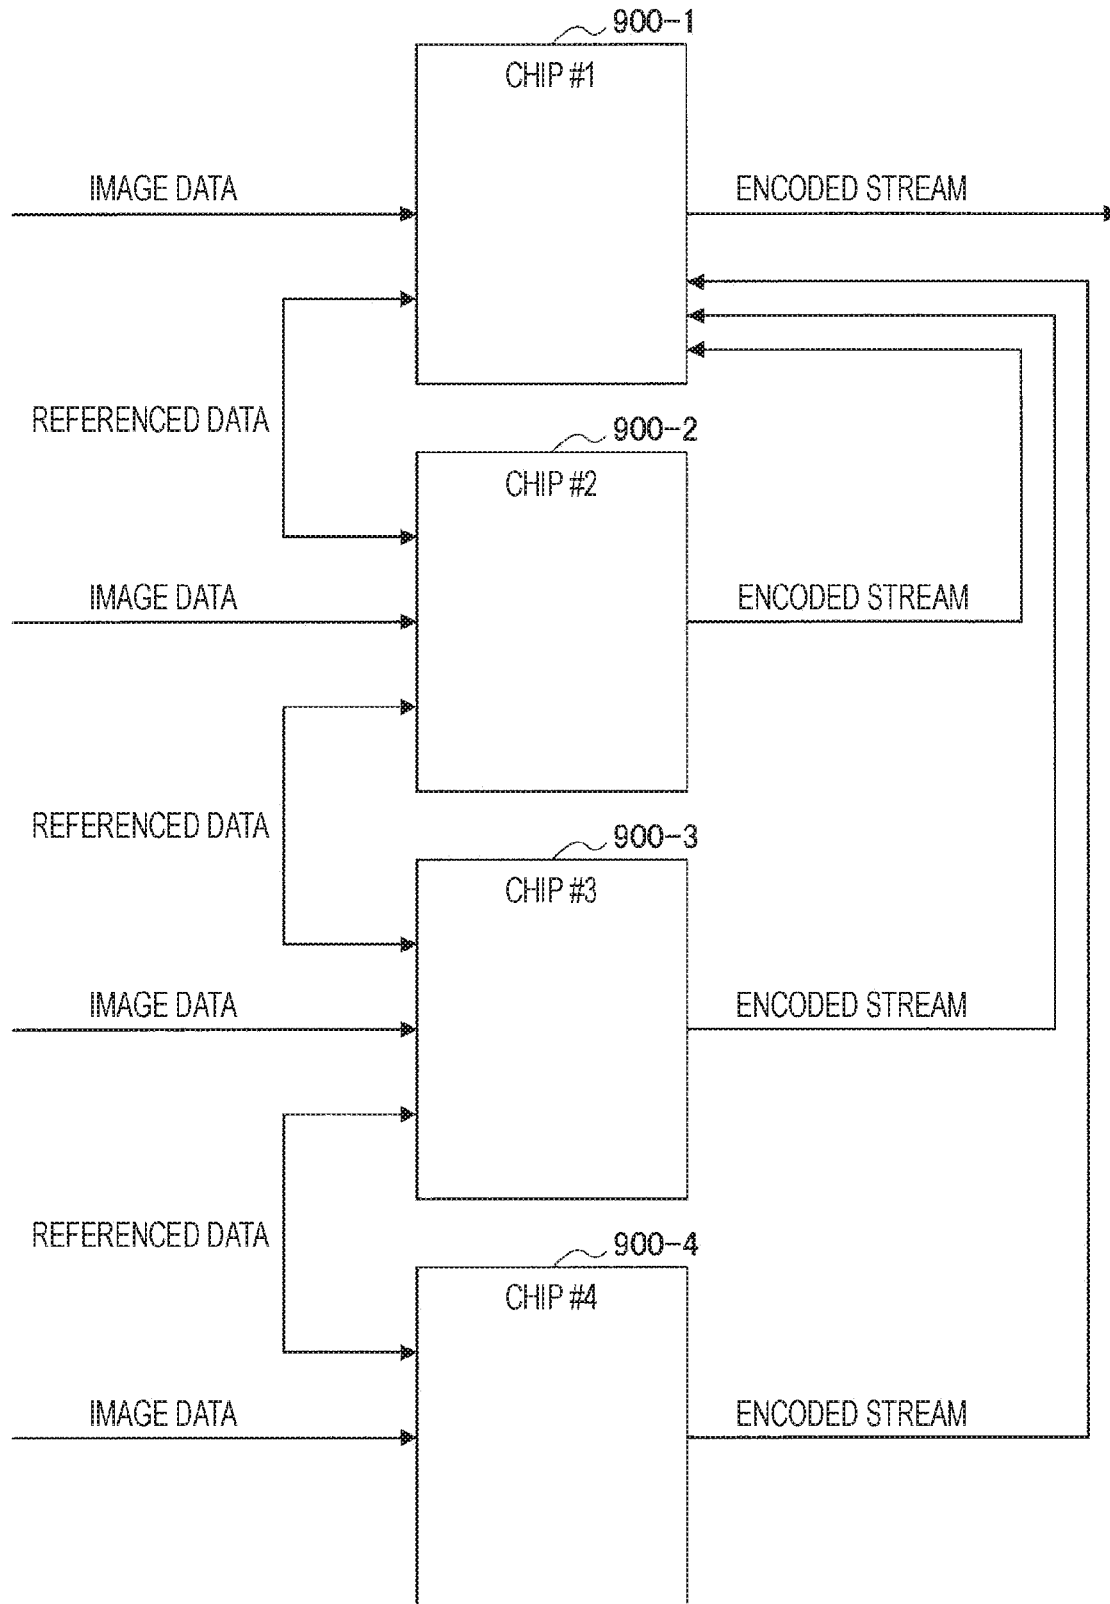 900-1
CHIP #1
IMAGE DATA
ENCODED STREAM
REFERENCED DATA
900-2
CHIP #2
IMAGE DATA
ENCODED STREAM
REFERENCED DATA
900-3
CHIP #3
IMAGE DATA
ENCODED STREAM
REFERENCED DATA
900-4
CHIP #4
IMAGE DATA
ENCODED STREAM